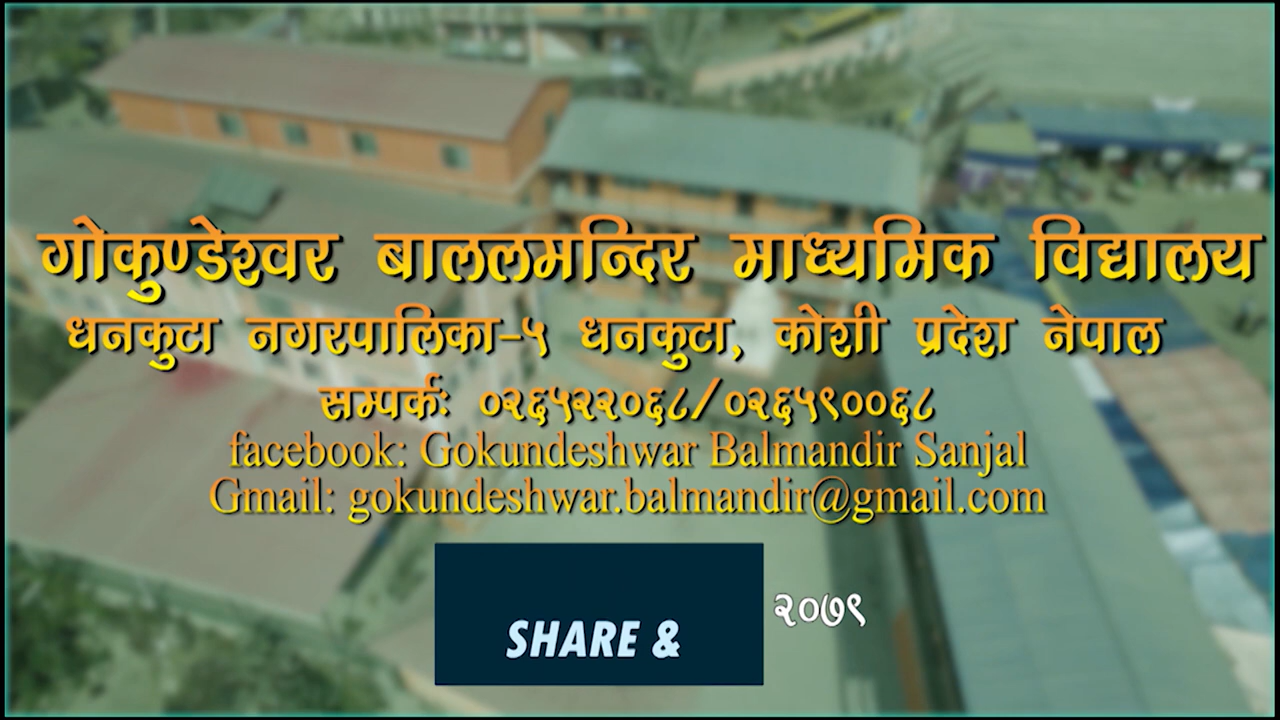 गोकुण्डेश्वर बाललमन्दिर माध्यमिक विद्यालय
धनकुटा नगरपालिका-५ धनकुटा, कोशी प्रदेश नेपाल
सम्पर्कः ०२६५२२०६८/०२६५९००६८
facebook: Gokundeshwar Balmandir Sanjal
Gmail: gokundeshwar.balmandir@gmail.com
२०७९
SHARE &